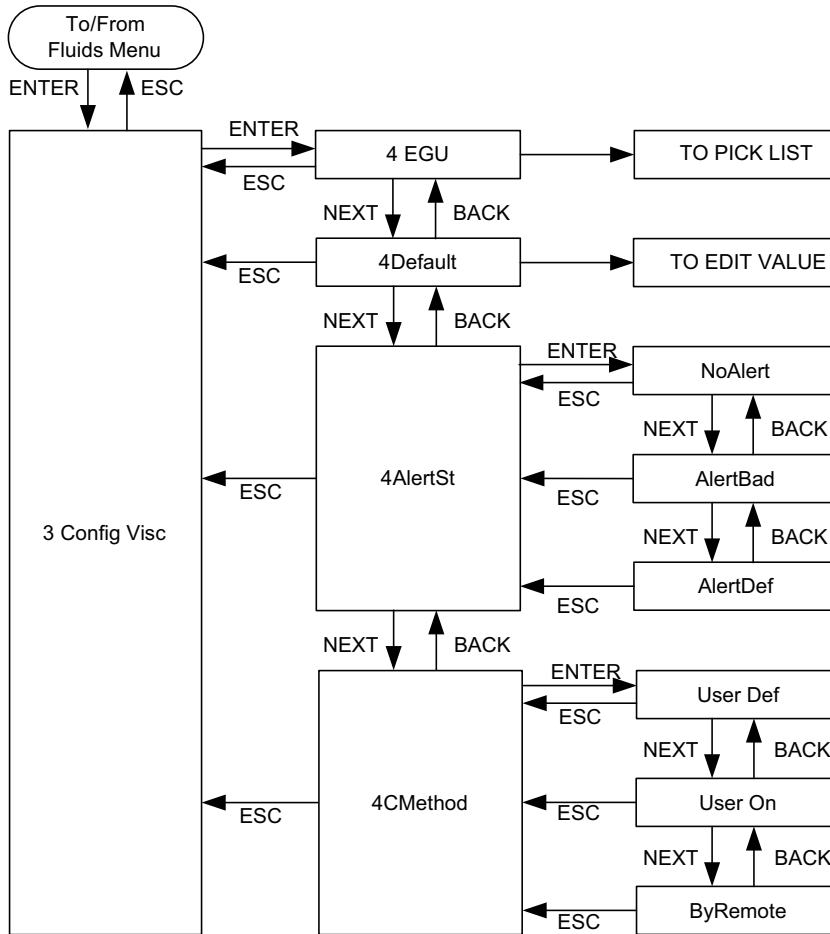 To/From
Fluids Menu
ENTER
ESC
ENTER
4 EGU
TO PICK LIST
ESC
NEXT
BACK
4Default
TO EDIT VALUE
ESC
NEXT
BACK
ENTER
NoAlert
ESC
NEXT
BACK
3 Config Visc
4AlertSt
AlertBad
ESC
ESC
NEXT
BACK
AlertDef
ESC
NEXT
BACK
ENTER
User Def
ESC
NEXT
BACK
4CMethod
User On
ESC
ESC
NEXT
BACK
ByRemote
ESC